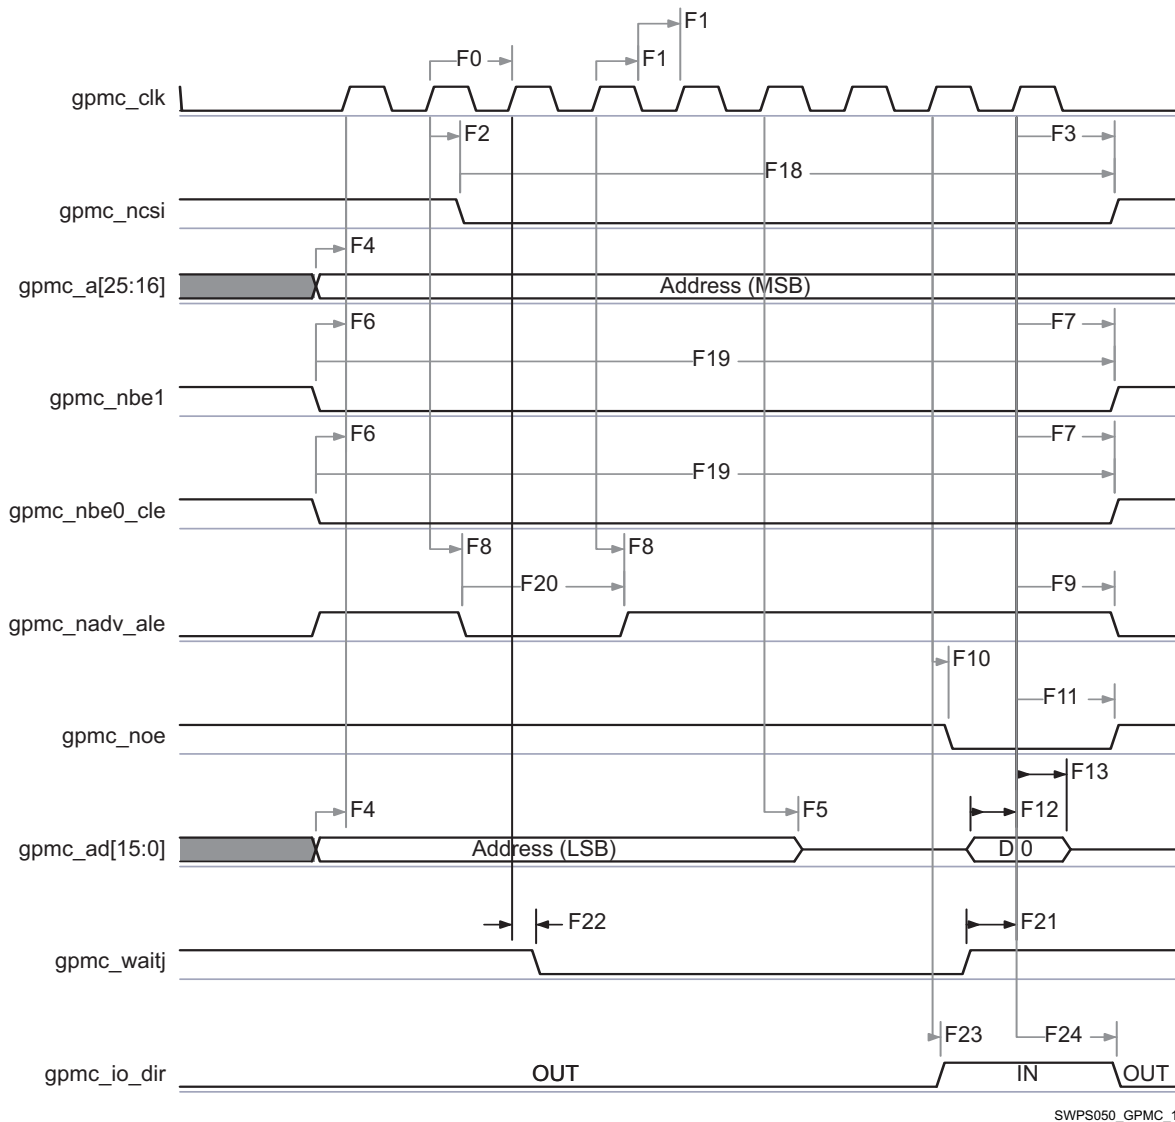 F1
F0 F1
gpmc_clk
F2 F3
F18
gpmc_ncsi
F4
gpmc_a[25:16] Address (MSB)
F6 F7
F19
gpmc_nbe1
F6 F7
F19
gpmc_nbe0_cle
F8 F8
F20 F9
gpmc_nadv_ale
F10
F11
gpmc_noe
F13
F4 F5 F12
gpmc_ad[15:0] Address (LSB) D 0
F22 F21
gpmc_waitj
F23 F24
gpmc_io_dir OUT IN OUT
SWPS050_GPMC_1